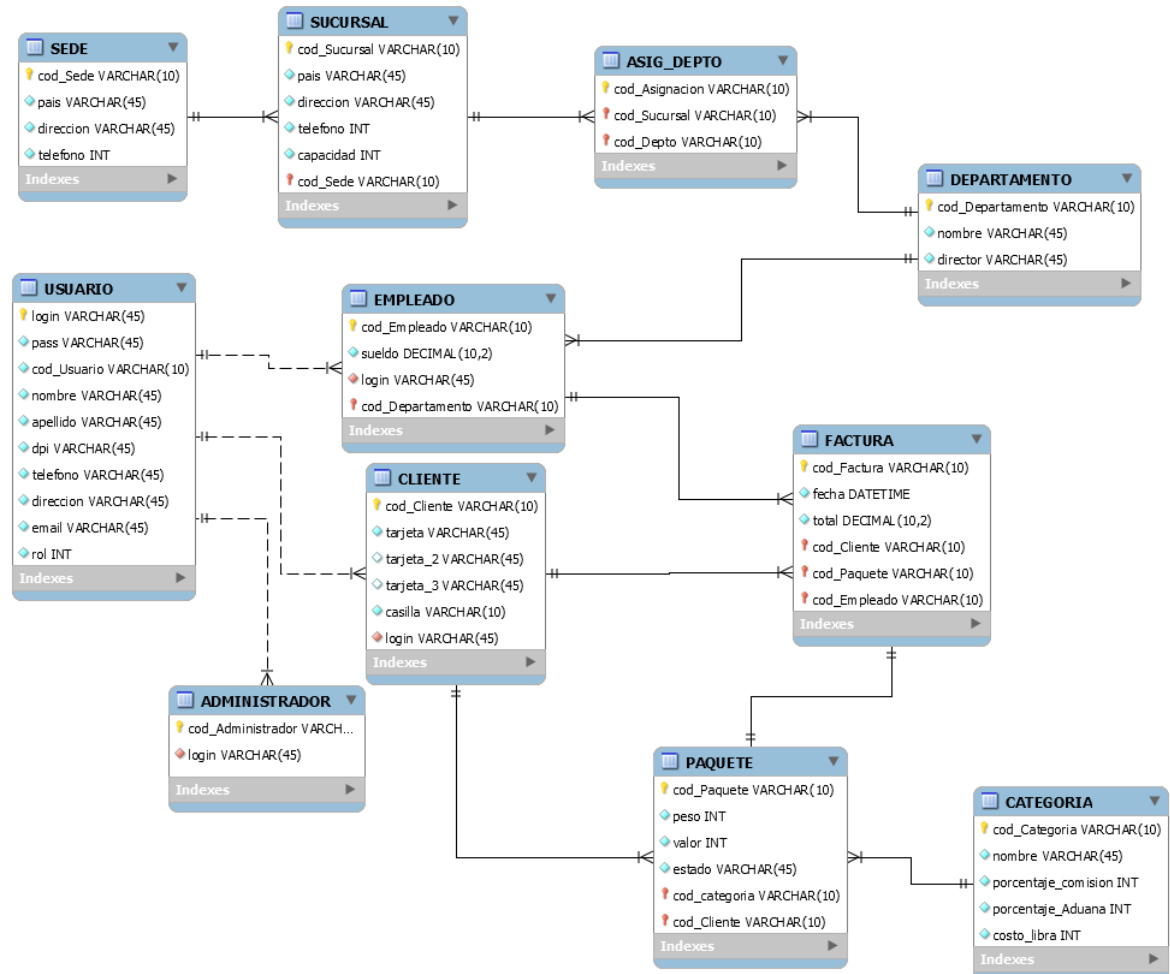 SEDE
cod_Sede VARCHAR(10)
pais VARCHAR(45)
direccion VARCHAR(45)
telefono INT
Indexes
SUCURSAL
cod_Sucursal VARCHAR(10)
pais VARCHAR(45)
direccion VARCHAR(45)
telefono INT
capacidad INT
cod_Sede VARCHAR(10)
Indexes
ASIG_DEPTO
cod_Asignacion VARCHAR(10)
cod_Sucursal VARCHAR(10)
cod_Depto VARCHAR(10)
Indexes
DEPARTAMENTO
cod_Departamento VARCHAR(10)
nombre VARCHAR(45)
director VARCHAR(45)
Indexes
USUARIO
login VARCHAR(45)
pass VARCHAR(45)
cod_Usuario VARCHAR(10)
nombre VARCHAR(45)
apellido VARCHAR(45)
dpi VARCHAR(45)
telefono VARCHAR(45)
direccion VARCHAR(45)
email VARCHAR(45)
rol INT
Indexes
EMPLEADO
cod_Empleado VARCHAR(10)
sueldo DECIMAL(10,2)
login VARCHAR(45)
cod_Departamento VARCHAR(10)
Indexes
CLIENTE
cod_Cliente VARCHAR(10)
tarjeta VARCHAR(45)
tarjeta_2 VARCHAR(45)
tarjeta_3 VARCHAR(45)
casilla VARCHAR(10)
login VARCHAR(45)
Indexes
FACTURA
cod_Factura VARCHAR(10)
fecha DATETIME
total DECIMAL(10,2)
cod_Cliente VARCHAR(10)
cod_Paquete VARCHAR(10)
cod_Empleado VARCHAR(10)
Indexes
ADMINISTRADOR
cod_Administrador VARCH...
login VARCHAR(45)
Indexes
PAQUETE
cod_Paquete VARCHAR(10)
peso INT
valor INT
estado VARCHAR(45)
cod_categoria VARCHAR(10)
cod_Cliente VARCHAR(10)
Indexes
CATEGORIA
cod_Categoria VARCHAR(10)
nombre VARCHAR(45)
porcentaje_comision INT
porcentaje_Aduana INT
costo_libra INT
Indexes